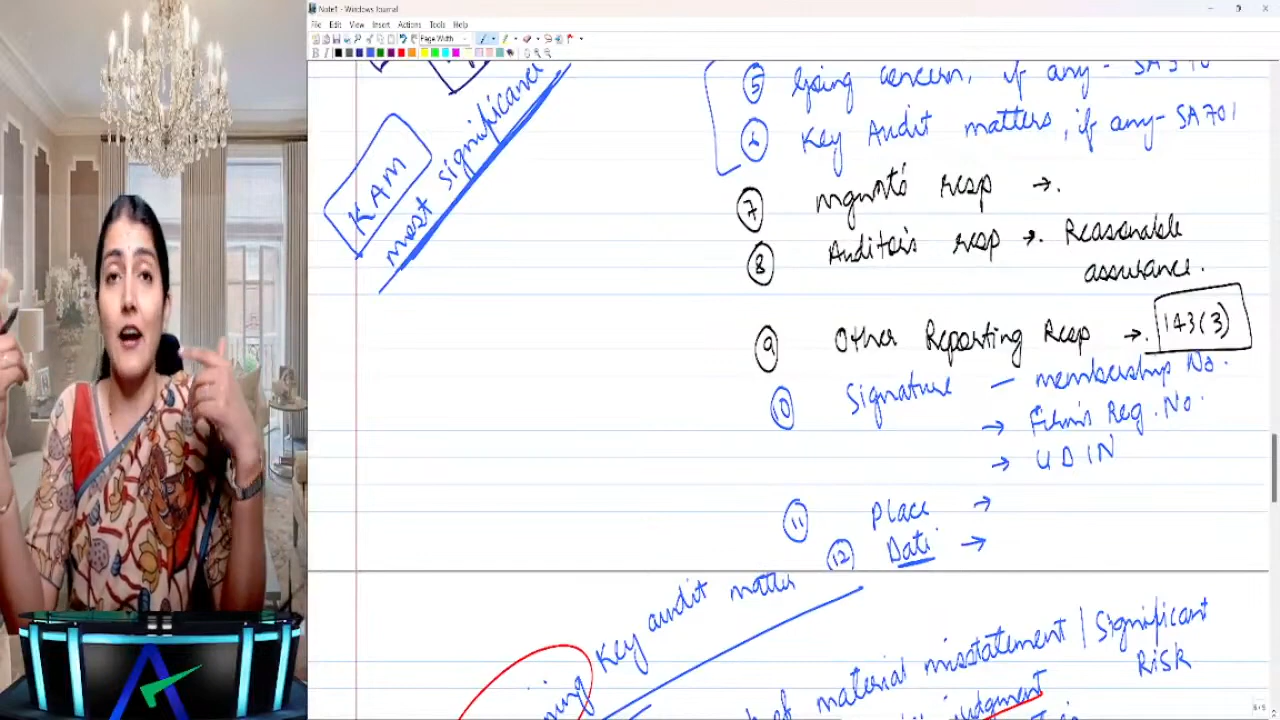 Note1 - Windows Journal
File Edit View Insert Actions Tools Help
Page Width
B I
KAM
most significance
⑤ Going concern, if any - SA 570
⑥ Key Audit matters, if any - SA 701
⑦ mgmt's resp →.
⑧ Auditor's resp →. Reasonable
assurance.
⑨ Other Reporting Resp →. 143(3)
⑩ Signature — membership No.
→ Firm's Reg. No.
→ UDIN
⑪ Place →
⑫ Date →
Key audit matter
of material misstatement / Significant
RISK
judgment